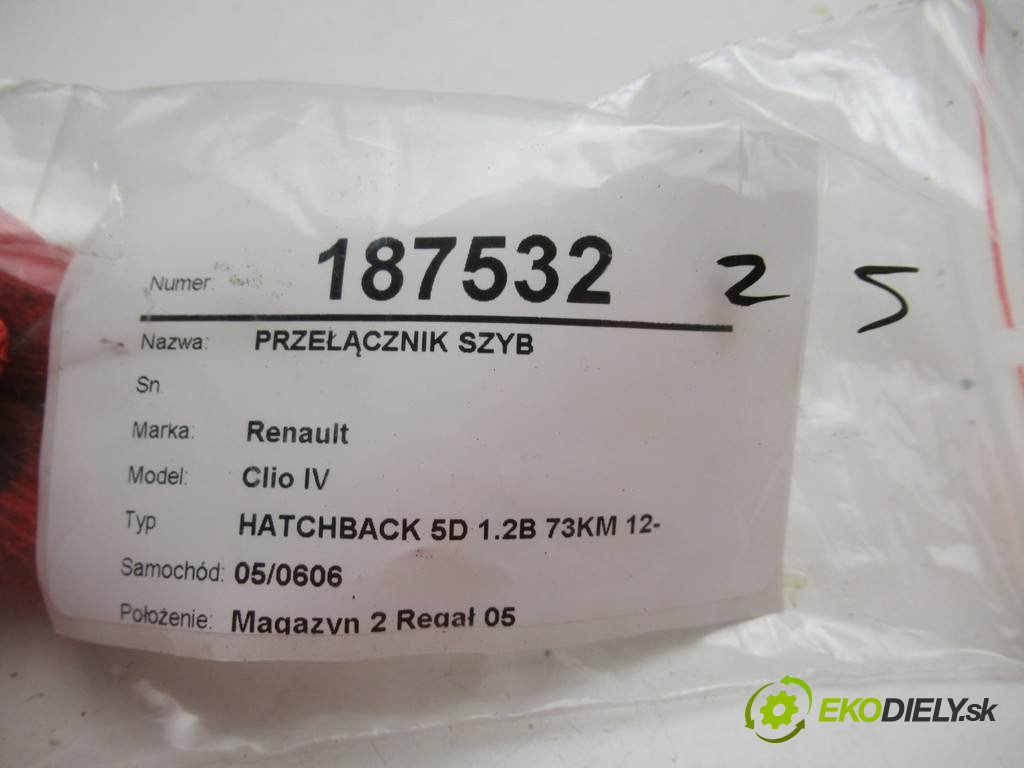 Numer: 187532 2 5
Nazwa: PRZEŁĄCZNIK SZYB
Sn
Marka: Renault
Model: Clio IV
Typ HATCHBACK 5D 1.2B 73KM 12-
Samochód: 05/0606
Położenie: Magazyn 2 Regał 05
EKODIELY.sk